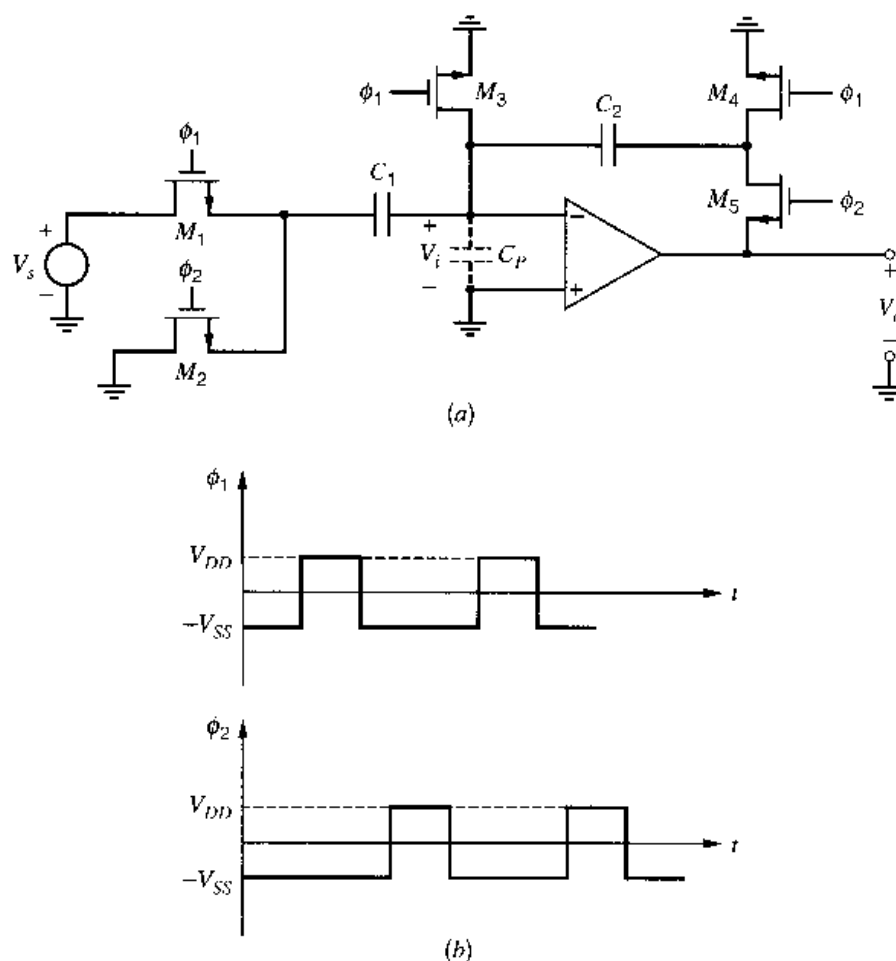 ϕ1
M3
C2
M4
ϕ1
ϕ1
C1
M5
ϕ2
+
Vs
−
M1
ϕ2
M2
+
Vi
−
CP
−
+
+
−
(a)
ϕ1
VDD
−VSS
t
ϕ2
VDD
−VSS
t
(b)